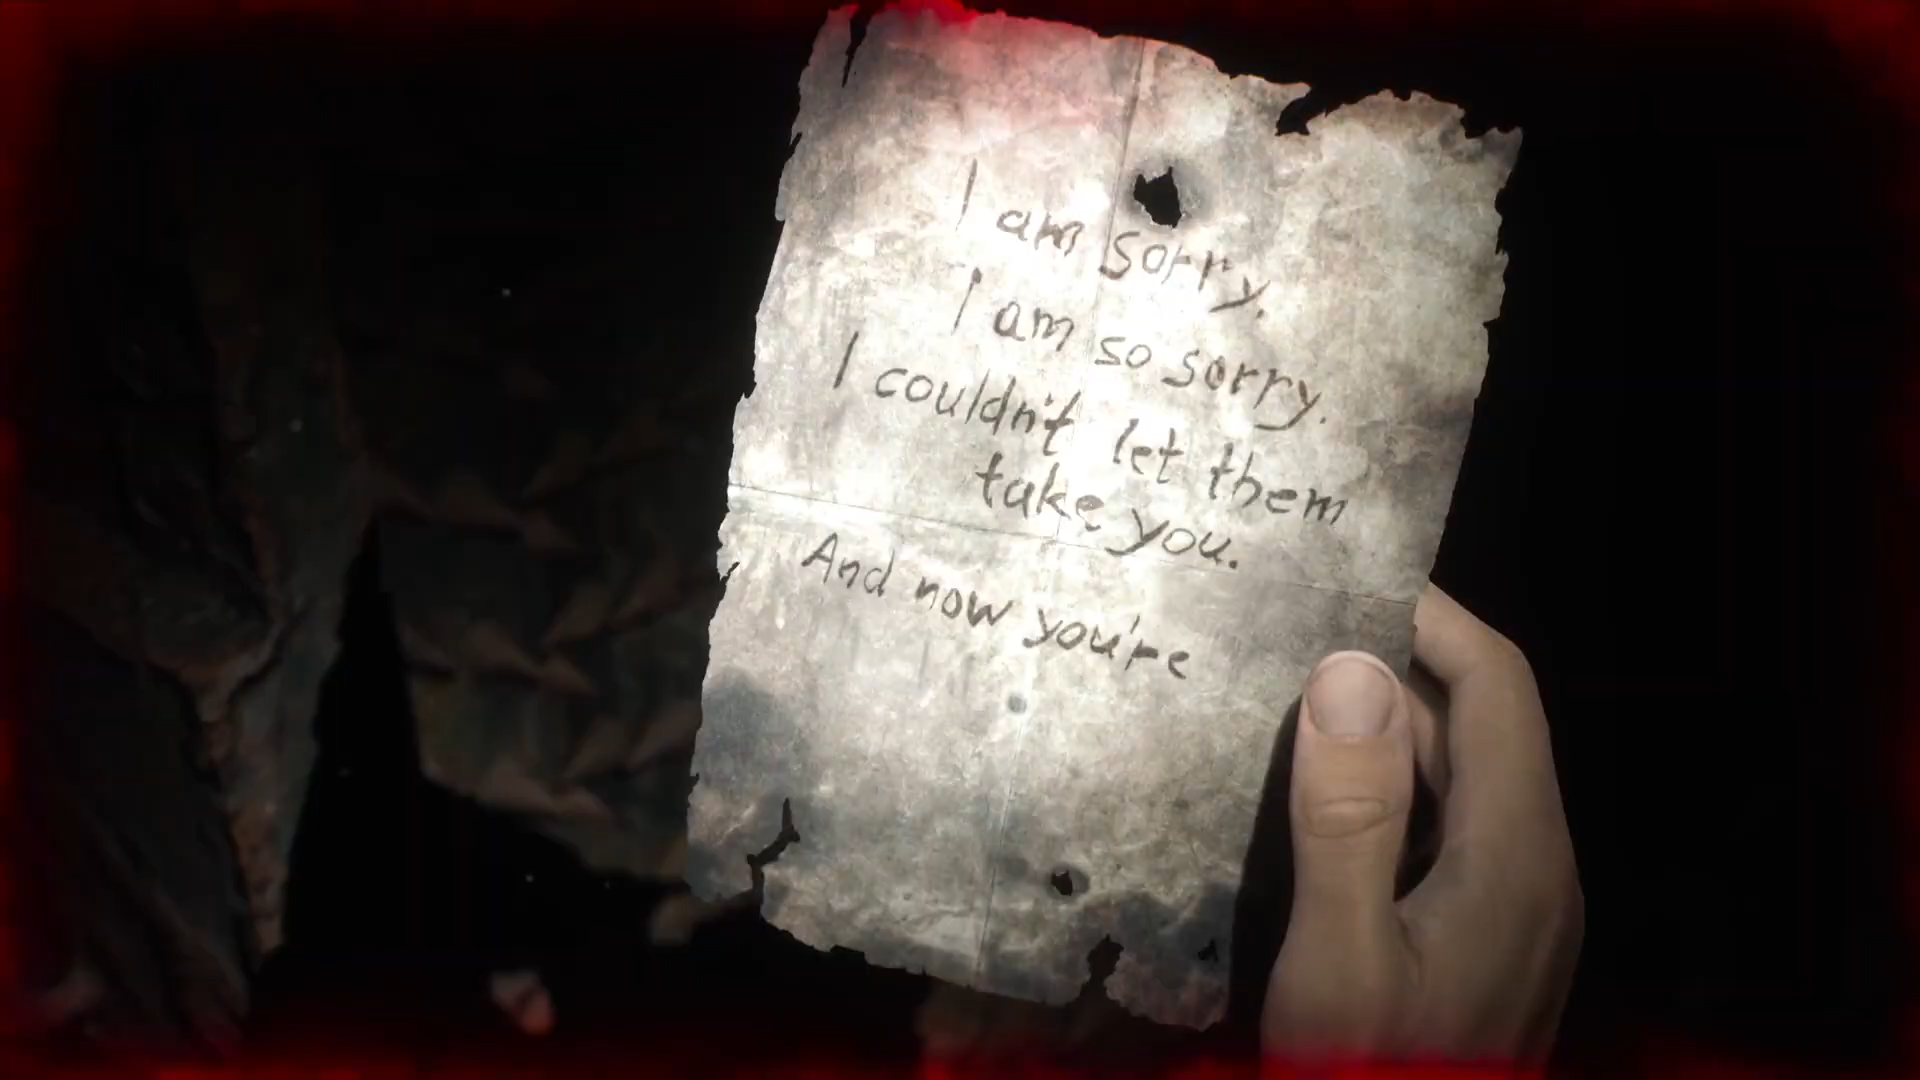 I am sorry.
I am so sorry.
I couldn't let them
take you.
And now you're